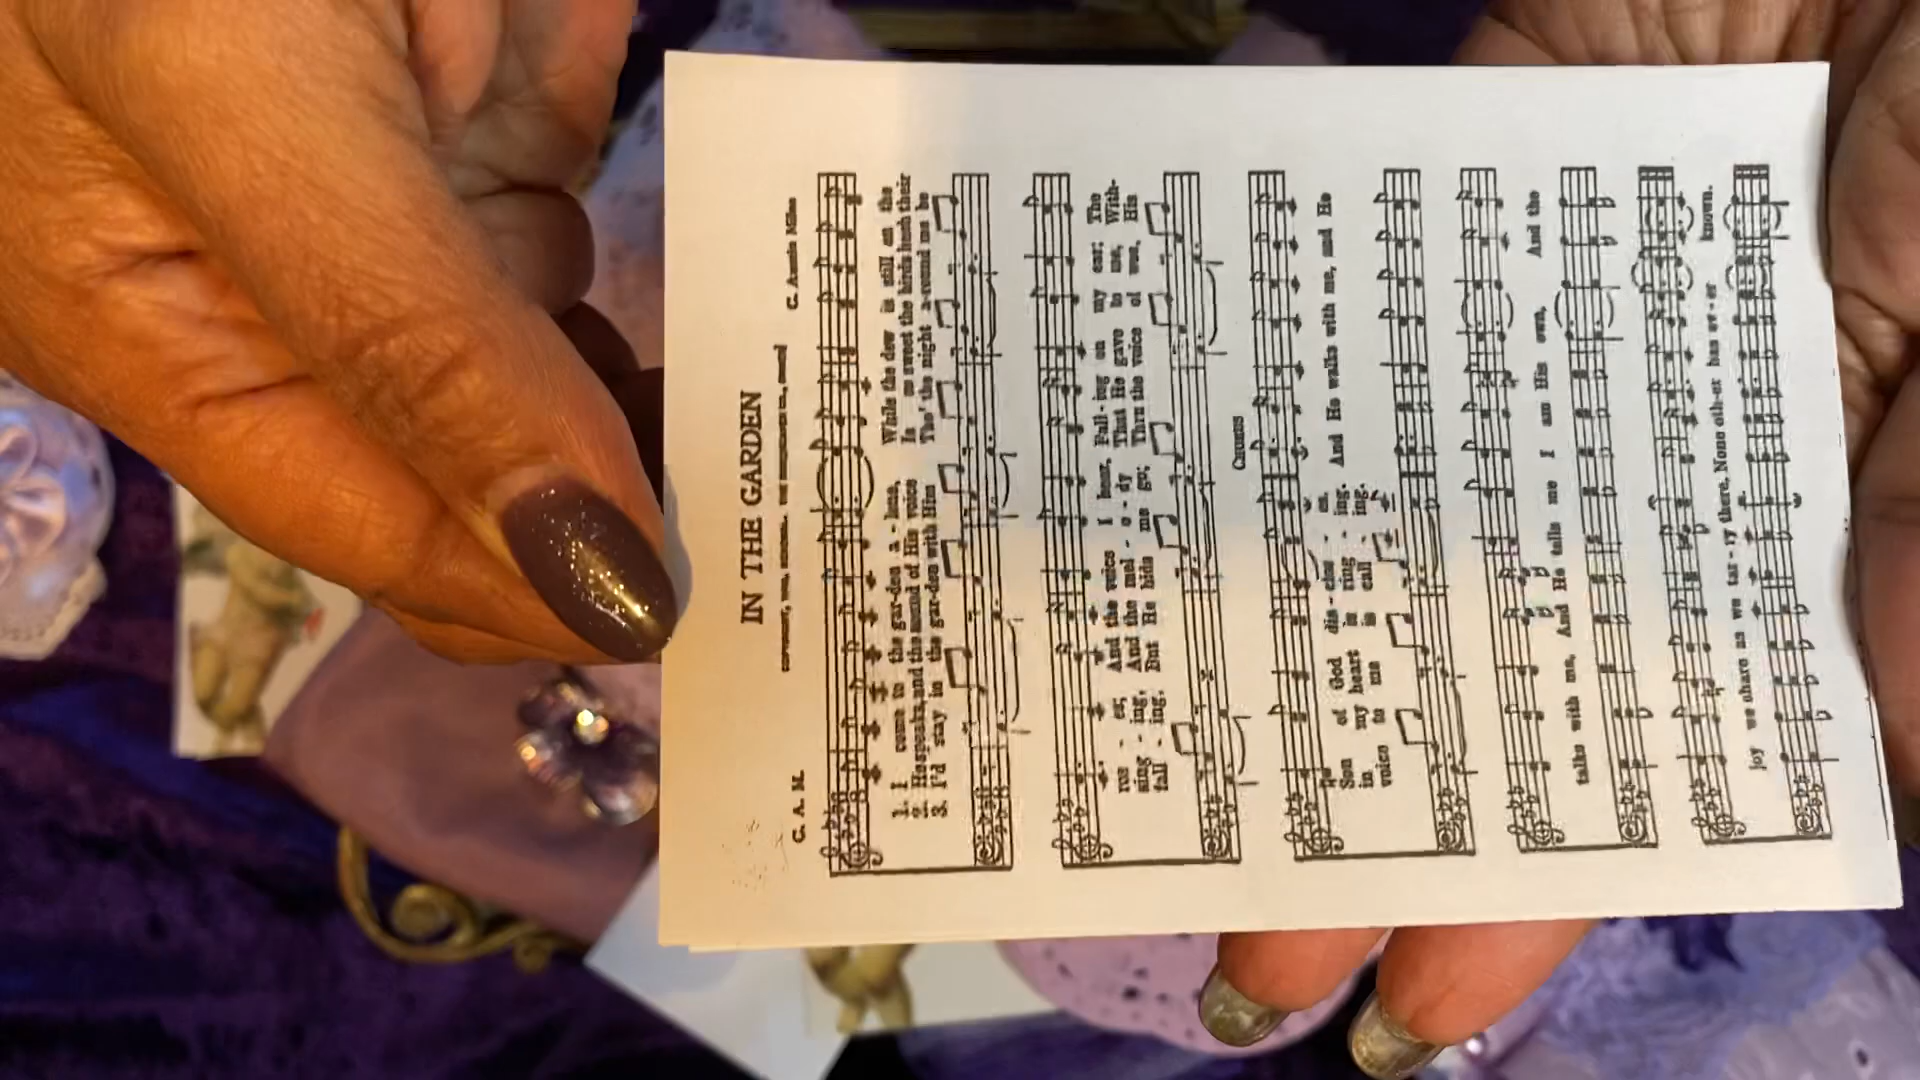 IN THE GARDEN
C. A. M. C. Austin Miles
COPYRIGHT,
1. I come to the gar-den a - lone, While the dew is still on the
2. He speaks, and the sound of His voice Is so sweet the birds hush their
3. I'd stay in the gar-den with Him Tho' the night a-round me be
ros - es; And the voice I hear, Fall-ing on my ear; The
sing - ing, And the mel - o - dy That He gave to me, With-
fall - ing, But He bids me go; Thru the voice of woe, His
CHORUS
Son of God dis - clos - es. And He walks with me, and He
in my heart is ring - ing.
voice to me is call - ing.
talks with me, And He tells me I am His own, And the
joy we share as we tar - ry there, None oth-er has ev - er known.